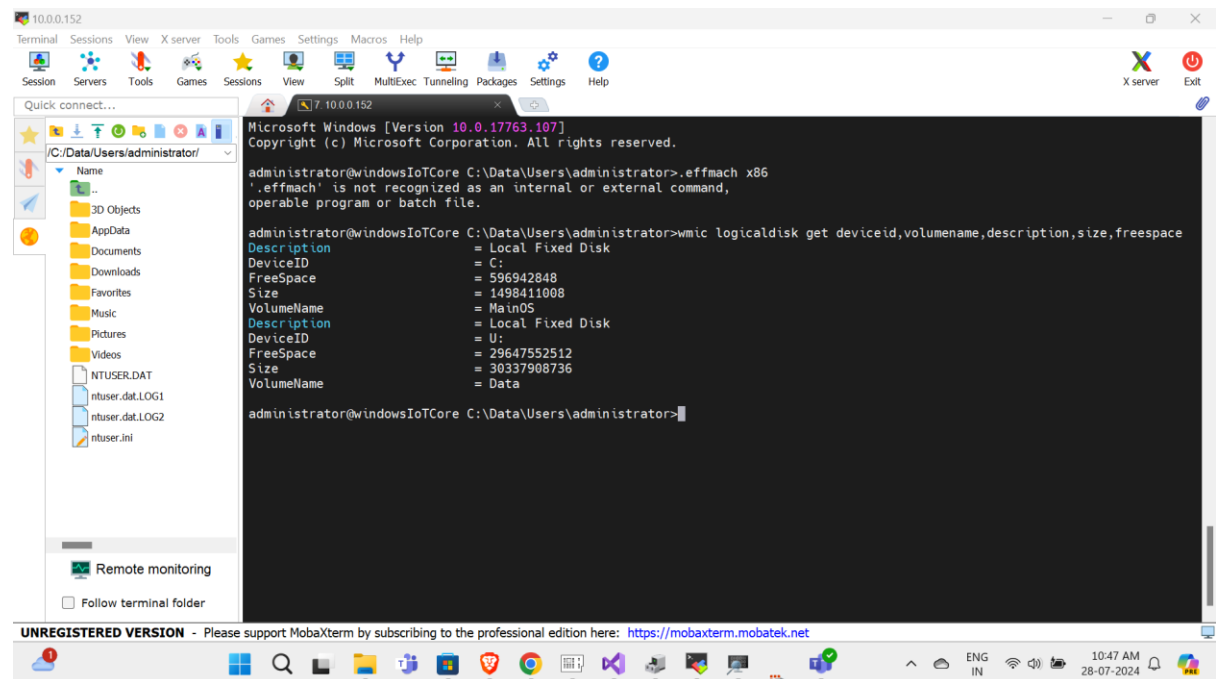 10.0.0.152
Terminal Sessions View X server Tools Games Settings Macros Help
Session Servers Tools Games Sessions View Split MultiExec Tunneling Packages Settings Help X server Exit
Quick connect...
7. 10.0.0.152
/C:/Data/Users/administrator/
Name
..
3D Objects
AppData
Documents
Downloads
Favorites
Music
Pictures
Videos
NTUSER.DAT
ntuser.dat.LOG1
ntuser.dat.LOG2
ntuser.ini
Remote monitoring
Follow terminal folder
Microsoft Windows [Version 10.0.17763.107]
Copyright (c) Microsoft Corporation. All rights reserved.
administrator@windowsIoTCore C:\Data\Users\administrator>.effmach x86
'.effmach' is not recognized as an internal or external command,
operable program or batch file.
administrator@windowsIoTCore C:\Data\Users\administrator>wmic logicaldisk get deviceid,volumename,description,size,freespace
Description = Local Fixed Disk
DeviceID = C:
FreeSpace = 596942848
Size = 1498411008
VolumeName = MainOS
Description = Local Fixed Disk
DeviceID = U:
FreeSpace = 29647552512
Size = 30337908736
VolumeName = Data
administrator@windowsIoTCore C:\Data\Users\administrator>
UNREGISTERED VERSION - Please support MobaXterm by subscribing to the professional edition here: https://mobaxterm.mobatek.net
1
ENG
IN
10:47 AM
28-07-2024
PRE